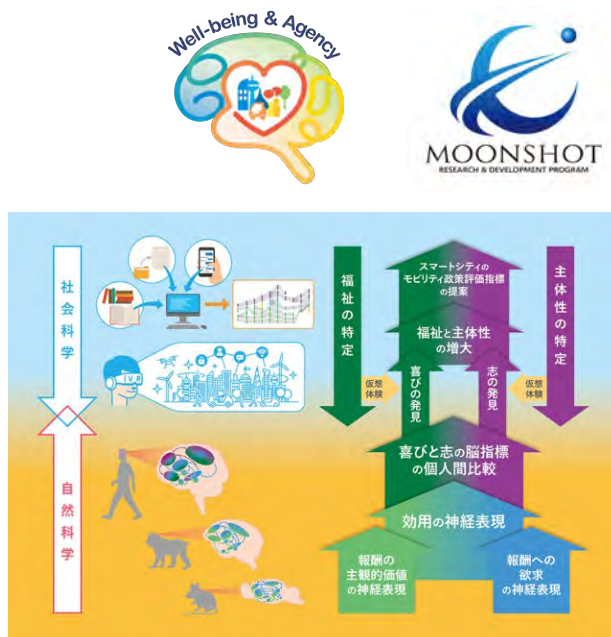 Well-being & Agency
MOONSHOT
RESEARCH & DEVELOPMENT PROGRAM
社会科学
自然科学
VR
福祉の特定
主体性の特定
スマートシティの
モビリティ政策評価指標
の提案
福祉と主体性
の増大
仮想
体験
喜びの発見
志の発見
仮想
体験
喜びと志の脳指標
の個人間比較
効用の神経表現
報酬の
主観的価値
の神経表現
報酬への
欲求
の神経表現